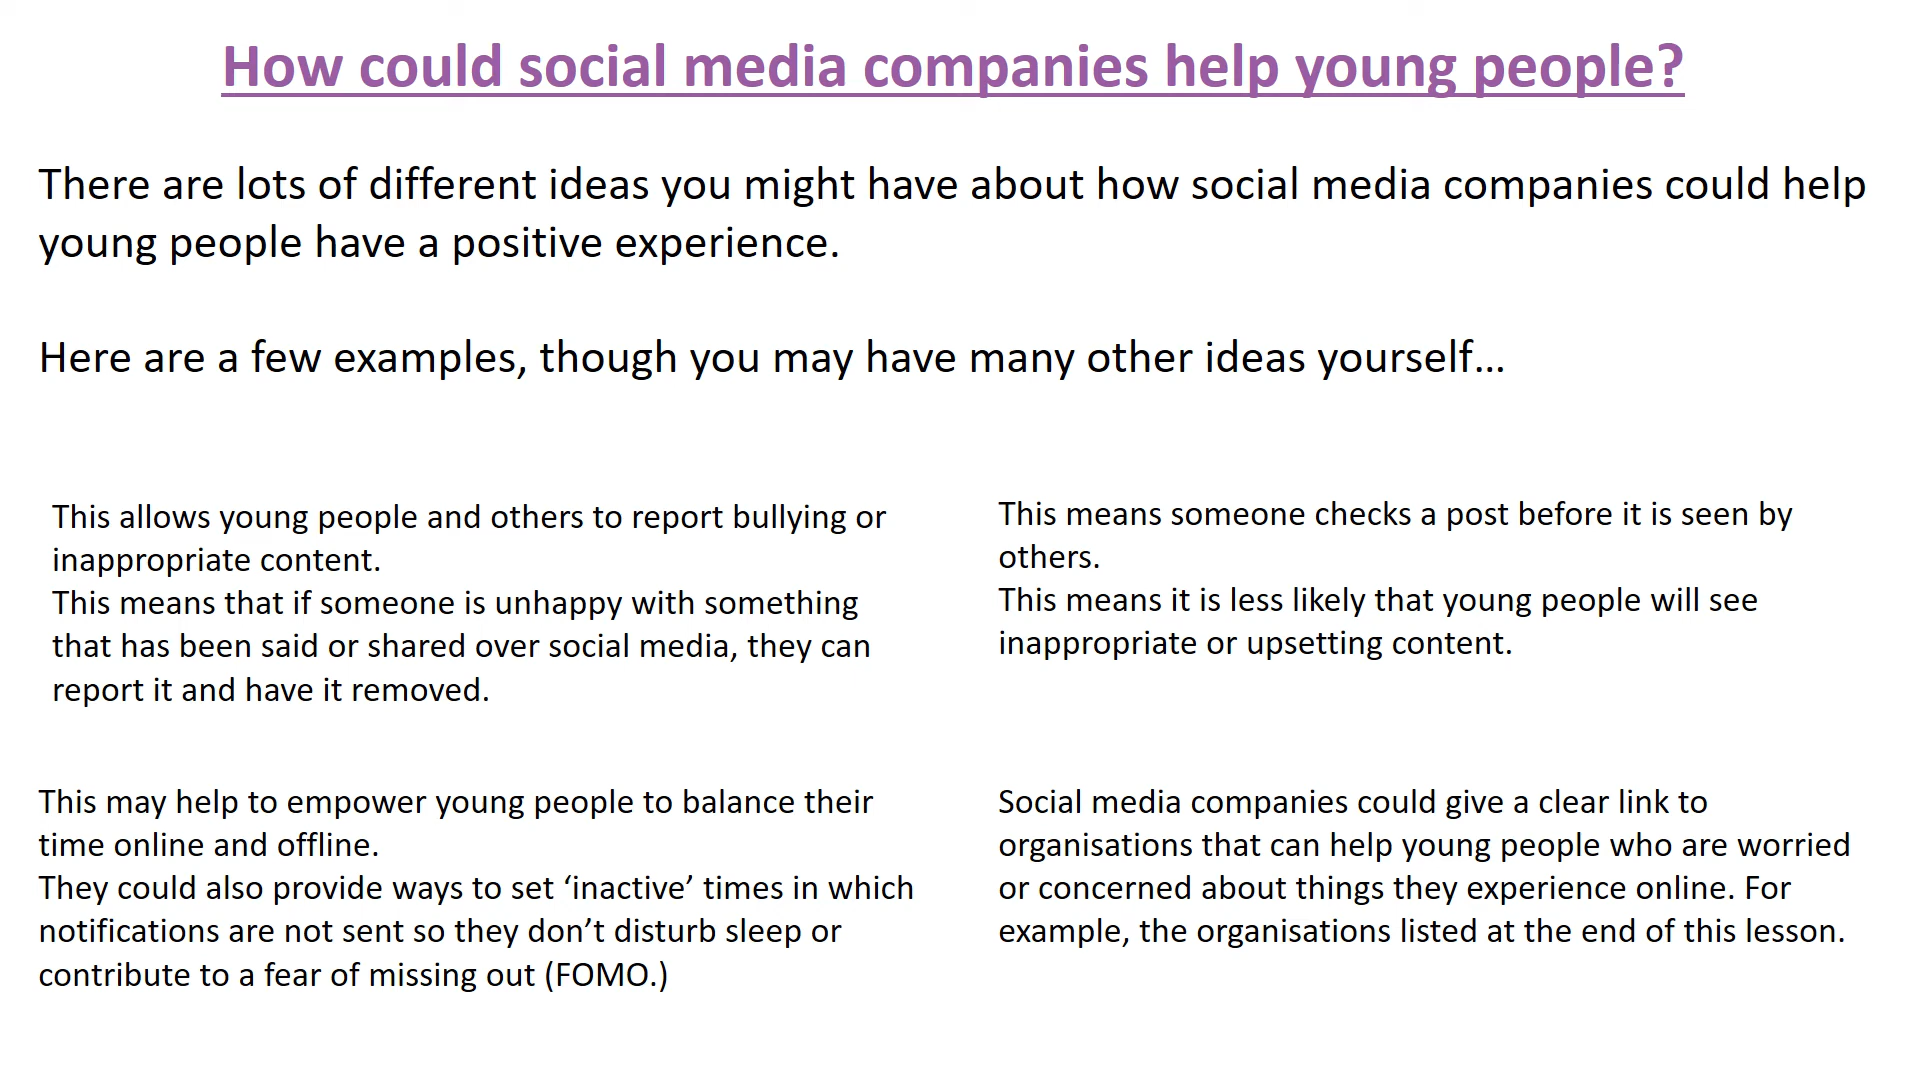 How could social media companies help young people?
There are lots of different ideas you might have about how social media companies could help
young people have a positive experience.
Here are a few examples, though you may have many other ideas yourself...
This allows young people and others to report bullying or
inappropriate content.
This means that if someone is unhappy with something
that has been said or shared over social media, they can
report it and have it removed.
This means someone checks a post before it is seen by
others.
This means it is less likely that young people will see
inappropriate or upsetting content.
This may help to empower young people to balance their
time online and offline.
They could also provide ways to set ‘inactive’ times in which
notifications are not sent so they don’t disturb sleep or
contribute to a fear of missing out (FOMO.)
Social media companies could give a clear link to
organisations that can help young people who are worried
or concerned about things they experience online. For
example, the organisations listed at the end of this lesson.